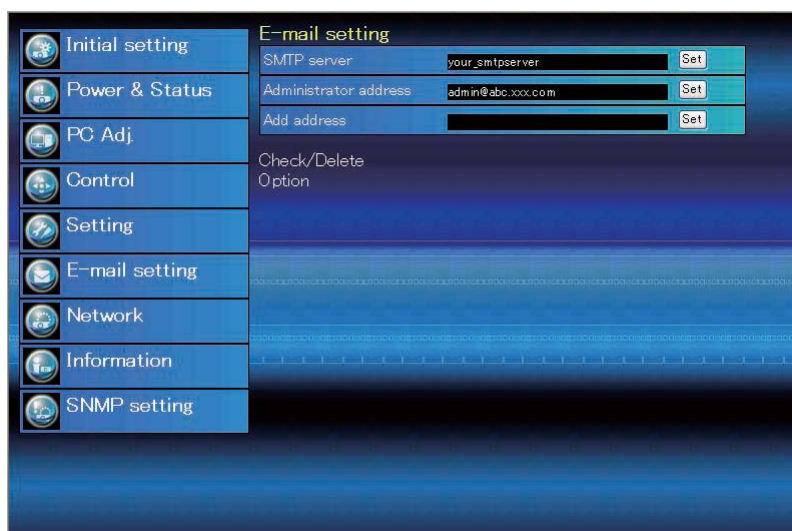 Initial setting
Power & Status
PC Adj.
Control
Setting
E-mail setting
Network
Information
SNMP setting
E-mail setting
SMTP server your_smtpserver Set
Administrator address admin@abc.xxx.com Set
Add address Set
Check/Delete
Option